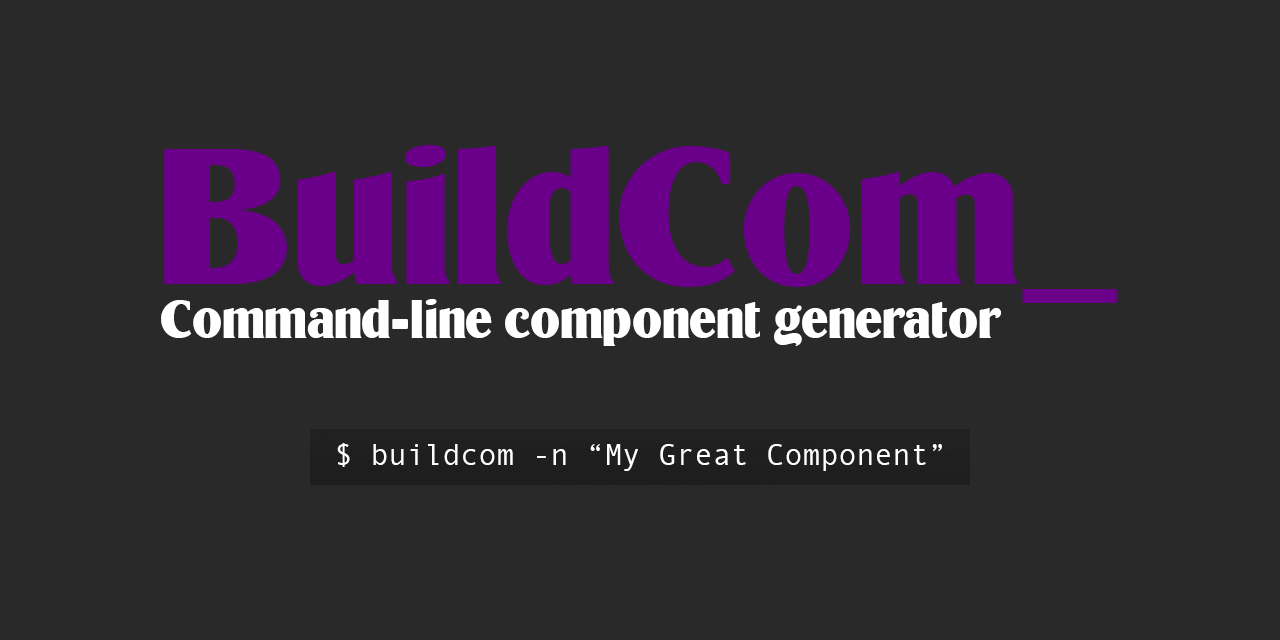 BuildCom_
Command-line component generator
$ buildcom -n “My Great Component”